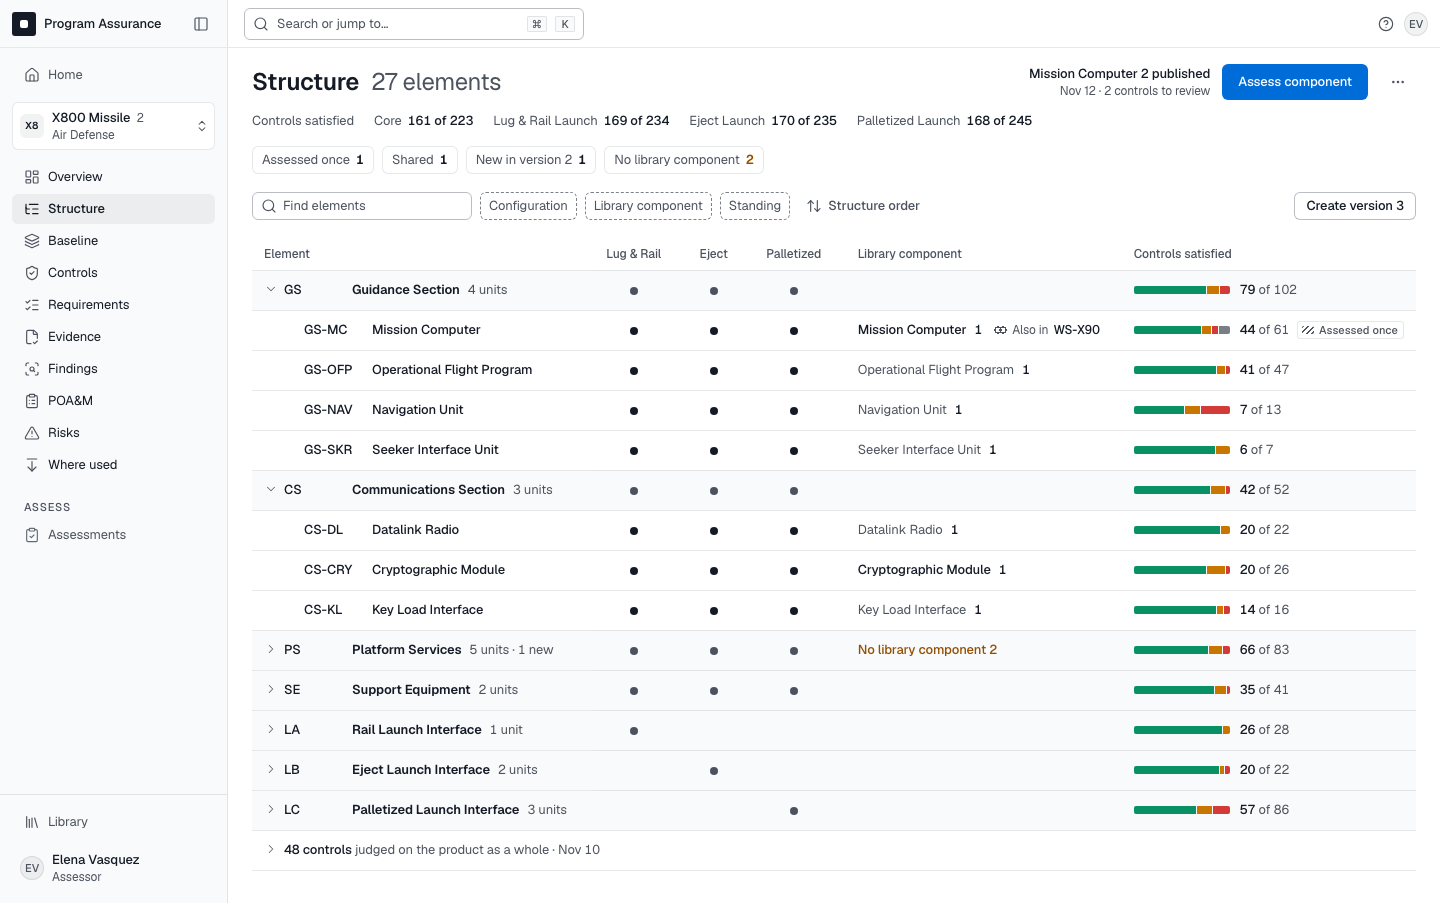 Program Assurance
Search or jump to...
⌘ K
EV
Home
X8
X800 Missile 2
Air Defense
Overview
Structure
Baseline
Controls
Requirements
Evidence
Findings
POA&M
Risks
Where used
ASSESS
Assessments
Library
EV
Elena Vasquez
Assessor
Structure 27 elements
Mission Computer 2 published
Nov 12 · 2 controls to review
Assess component
Controls satisfied Core 161 of 223 Lug & Rail Launch 169 of 234 Eject Launch 170 of 235 Palletized Launch 168 of 245
Assessed once 1 Shared 1 New in version 2 1 No library component 2
Find elements Configuration Library component Standing Structure order Create version 3
Element Lug & Rail Eject Palletized Library component Controls satisfied
GS Guidance Section 4 units 79 of 102
GS-MC Mission Computer Mission Computer 1 Also in WS-X90 44 of 61 Assessed once
GS-OFP Operational Flight Program Operational Flight Program 1 41 of 47
GS-NAV Navigation Unit Navigation Unit 1 7 of 13
GS-SKR Seeker Interface Unit Seeker Interface Unit 1 6 of 7
CS Communications Section 3 units 42 of 52
CS-DL Datalink Radio Datalink Radio 1 20 of 22
CS-CRY Cryptographic Module Cryptographic Module 1 20 of 26
CS-KL Key Load Interface Key Load Interface 1 14 of 16
PS Platform Services 5 units · 1 new No library component 2 66 of 83
SE Support Equipment 2 units 35 of 41
LA Rail Launch Interface 1 unit 26 of 28
LB Eject Launch Interface 2 units 20 of 22
LC Palletized Launch Interface 3 units 57 of 86
48 controls judged on the product as a whole · Nov 10